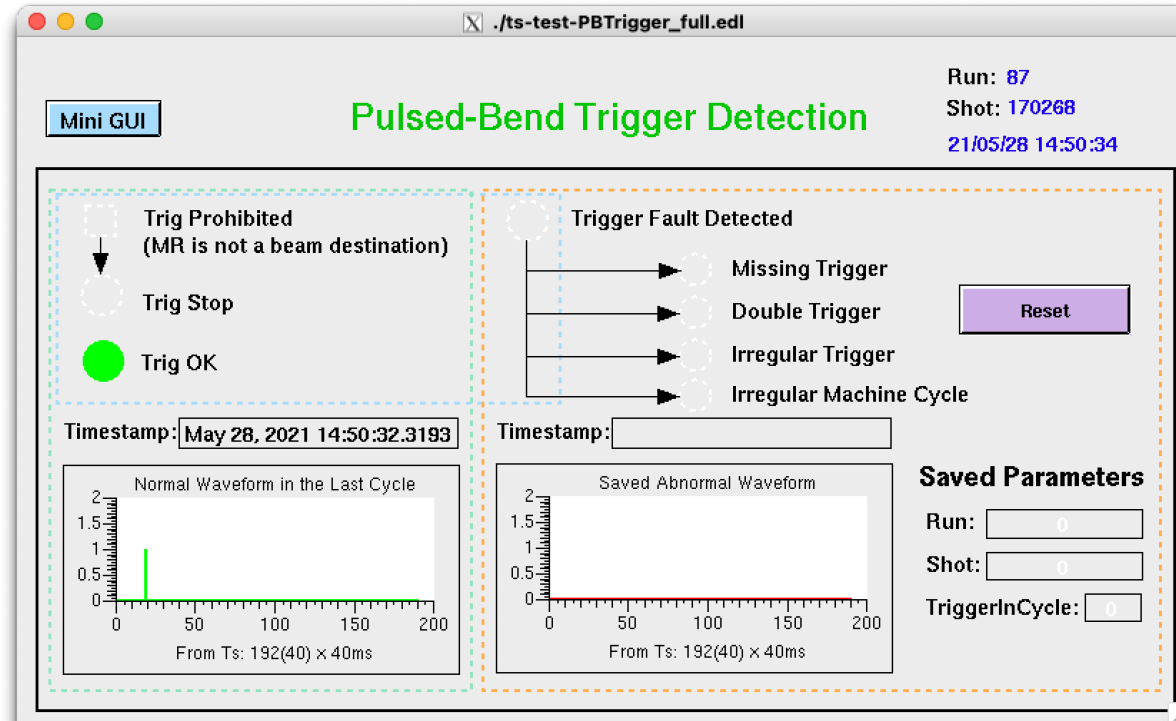 ./ts-test-PBTrigger_full.edl
Run: 87
Mini GUI
Pulsed-Bend Trigger Detection
Shot: 170268
21/05/28 14:50:34
Trig Prohibited
(MR is not a beam destination)
Trig Stop
Trig OK
Trigger Fault Detected
Missing Trigger
Double Trigger
Irregular Trigger
Irregular Machine Cycle
Reset
Timestamp: May 28, 2021 14:50:32.3193
Timestamp:
Normal Waveform in the Last Cycle
2
1.5
1
0.5
0
0 50 100 150 200
From Ts: 192(40) x 40ms
Saved Abnormal Waveform
2
1.5
1
0.5
0
0 50 100 150 200
From Ts: 192(40) x 40ms
Saved Parameters
Run: 0
Shot: 0
TriggerInCycle: 0